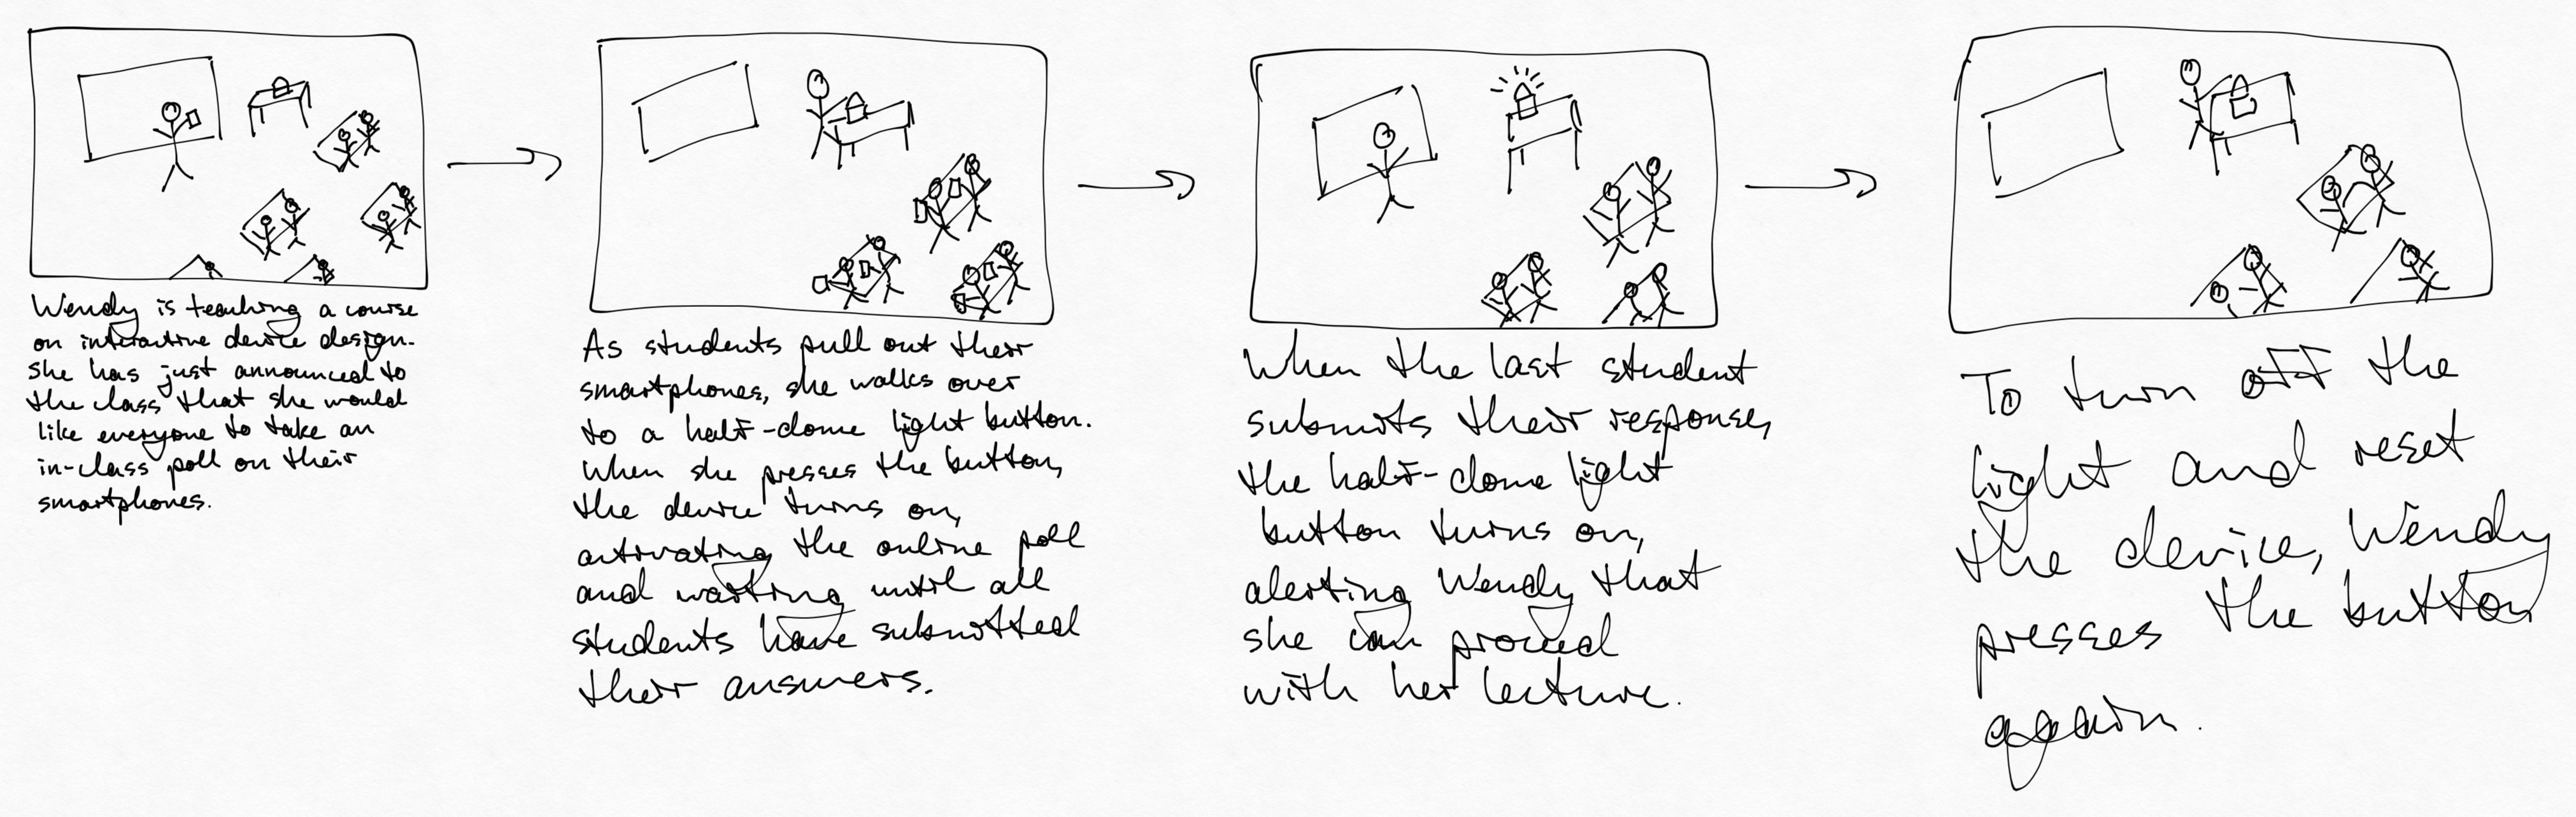 Wendy is teaching a course
on interactive device design.
She has just announced to
the class that she would
like everyone to take an
in-class poll on their
smartphones.
As students pull out their
smartphones, she walks over
to a half-dome light button.
When she presses the button,
the device turns on,
activating the online poll
and waiting until all
students have submitted
their answers.
When the last student
submits their response,
the half-dome light
button turns on,
alerting Wendy that
she can proceed
with her lecture.
To turn off the
light and reset
the device, Wendy
presses the button
again.